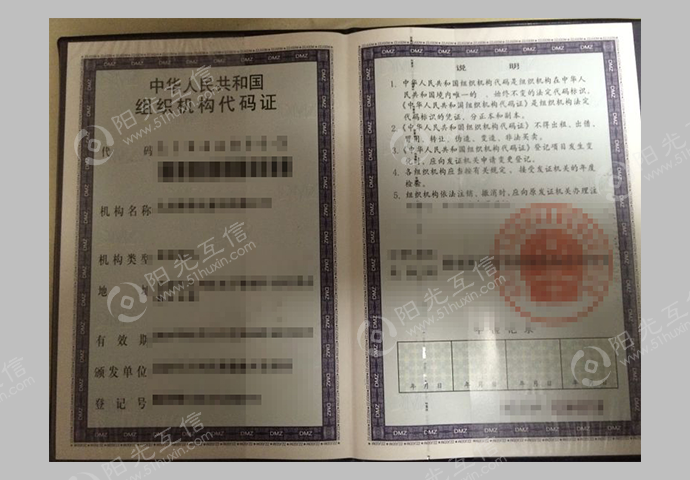 中华人民共和国
组织机构代码证
代 码
机构名称
机构类型
地
有 效 期
颁发单位
登 记 号
说 明
1. 中华人民共和国组织机构代码是组织机构在中华人
民共和国境内唯一的、始终不变的法定代码标识,
《中华人民共和国组织机构代码证》是组织机构法定
代码标识的凭证,分正本和副本。
2. 《中华人民共和国组织机构代码证》不得出租、出借、
冒用、转让、伪造、变造、非法买卖。
3. 《中华人民共和国组织机构代码证》登记项目发生变
化时,应向发证机关申请变更登记。
4. 各组织机构应当按有关规定,接受发证机关的年度
检验。
5. 组织机构依法注销、撤消时,应向原发证机关办理注
年 检 记 录
年 月 日
年 月 日
年 月 日
年 月 日
DMZ
阳光互信
www.51huxin.com